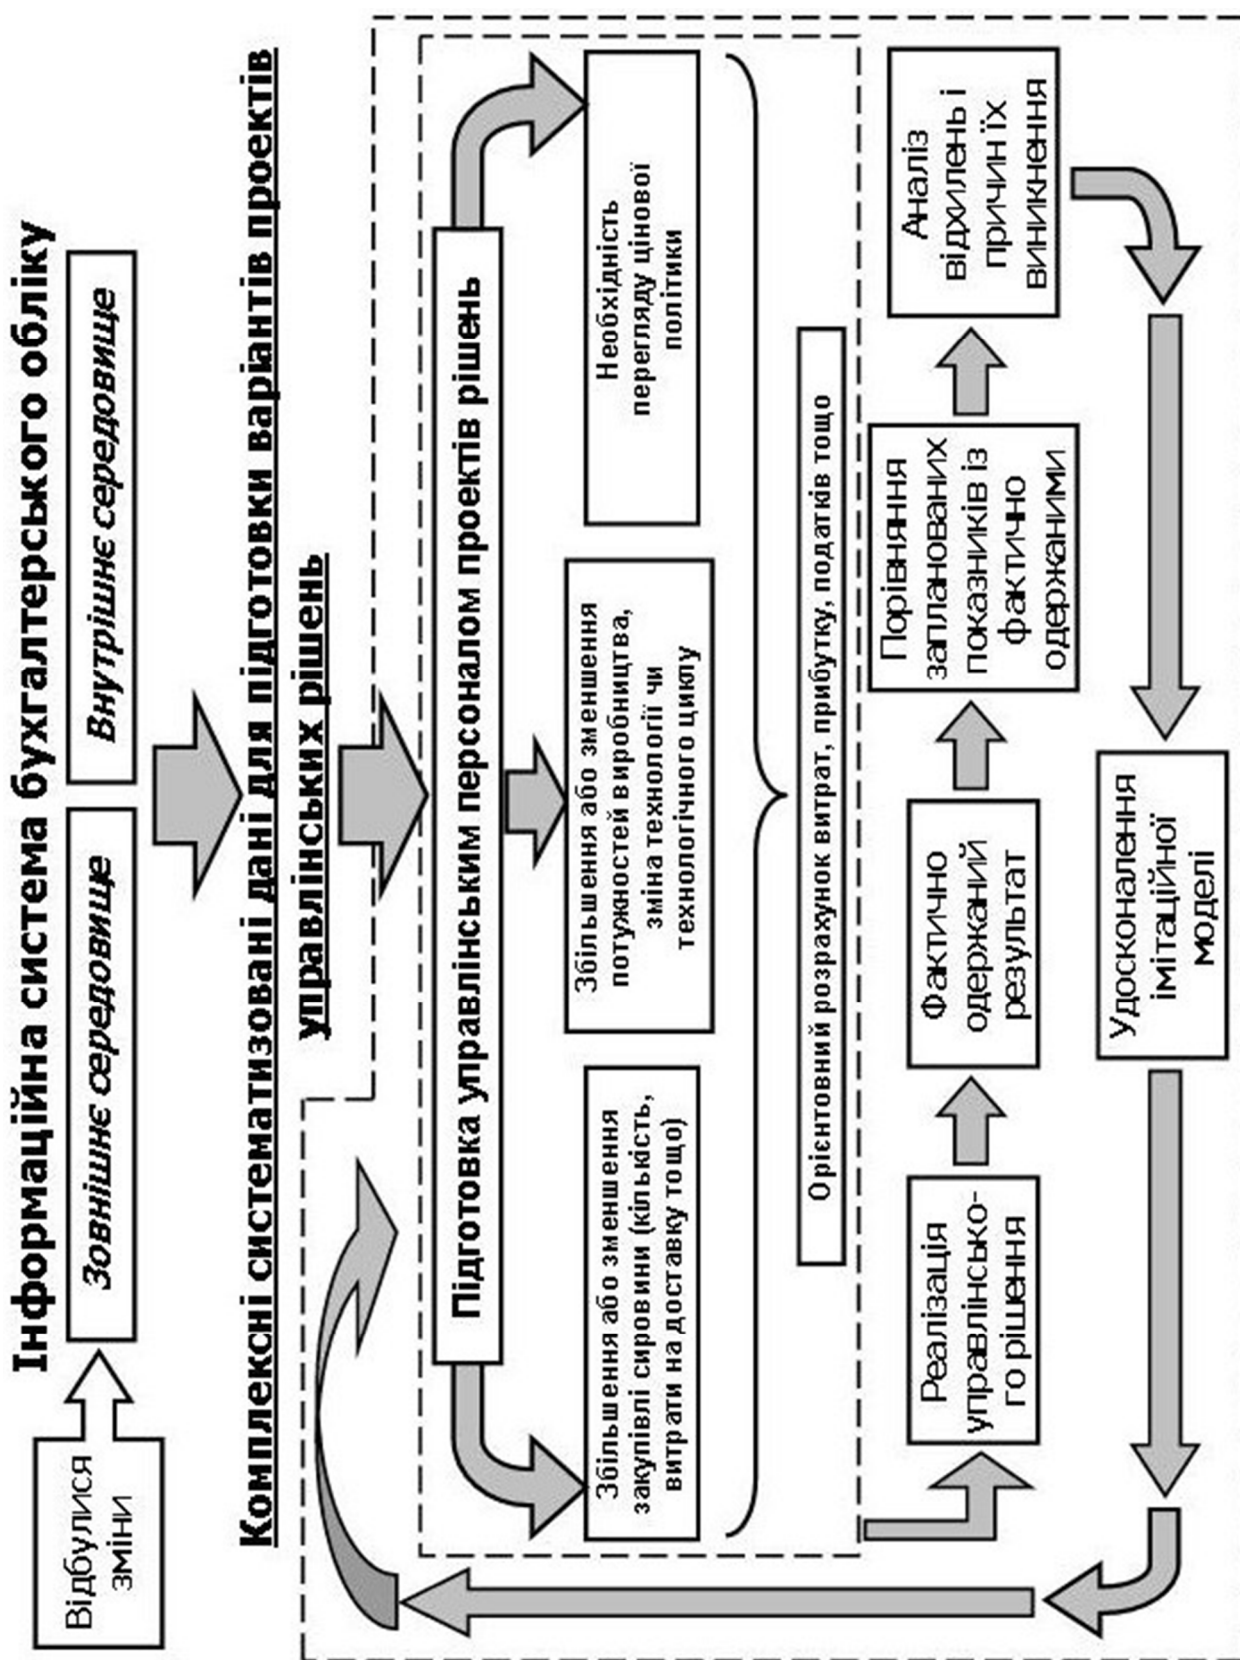 Інформаційна система бухгалтерського обліку
Відбулися
зміни
Зовнішнє середовище
Внутрішнє середовище
Комплексні систематизовані дані для підготовки варіантів проектів
управлінських рішень
Підготовка управлінським персоналом проектів рішень
Збільшення або зменшення
закупівлі сировини (кількість,
витрати на доставку тощо)
Збільшення або зменшення
потужностей виробництва,
зміна технології чи
технологічного циклу
Необхідність
перегляду цінової
політики
Орієнтовний розрахунок витрат, прибутку, податків тощо
Реалізація
управлінсько-
го рішення
Фактично
одержаний
результат
Порівняння
запланованих
показників із
фактично
одержаними
Аналіз
відхилень і
причин їх
виникнення
Удосконалення
імітаційної
моделі